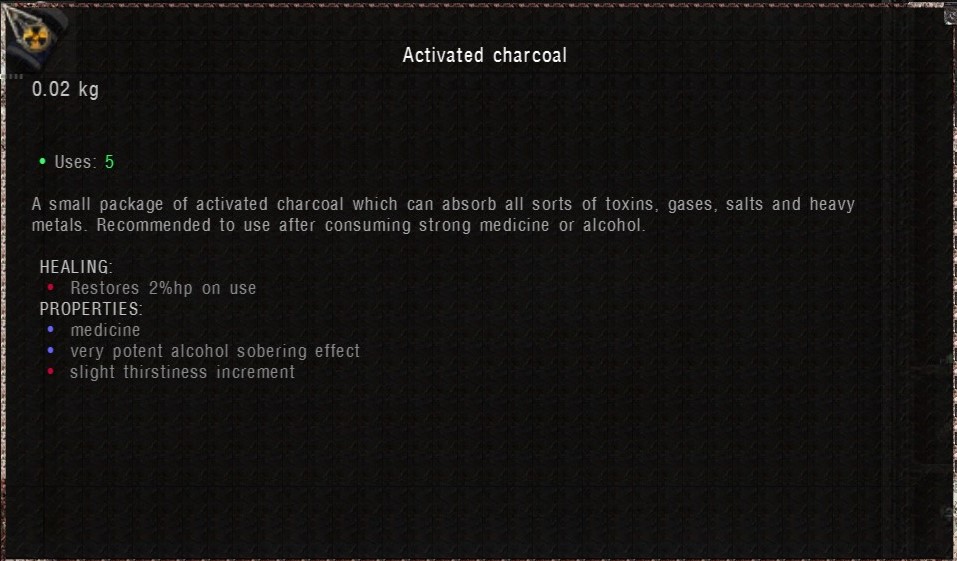 Activated charcoal
0.02 kg
• Uses: 5
A small package of activated charcoal which can absorb all sorts of toxins, gases, salts and heavy
metals. Recommended to use after consuming strong medicine or alcohol.
HEALING:
• Restores 2%hp on use
PROPERTIES:
• medicine
• very potent alcohol sobering effect
• slight thirstiness increment